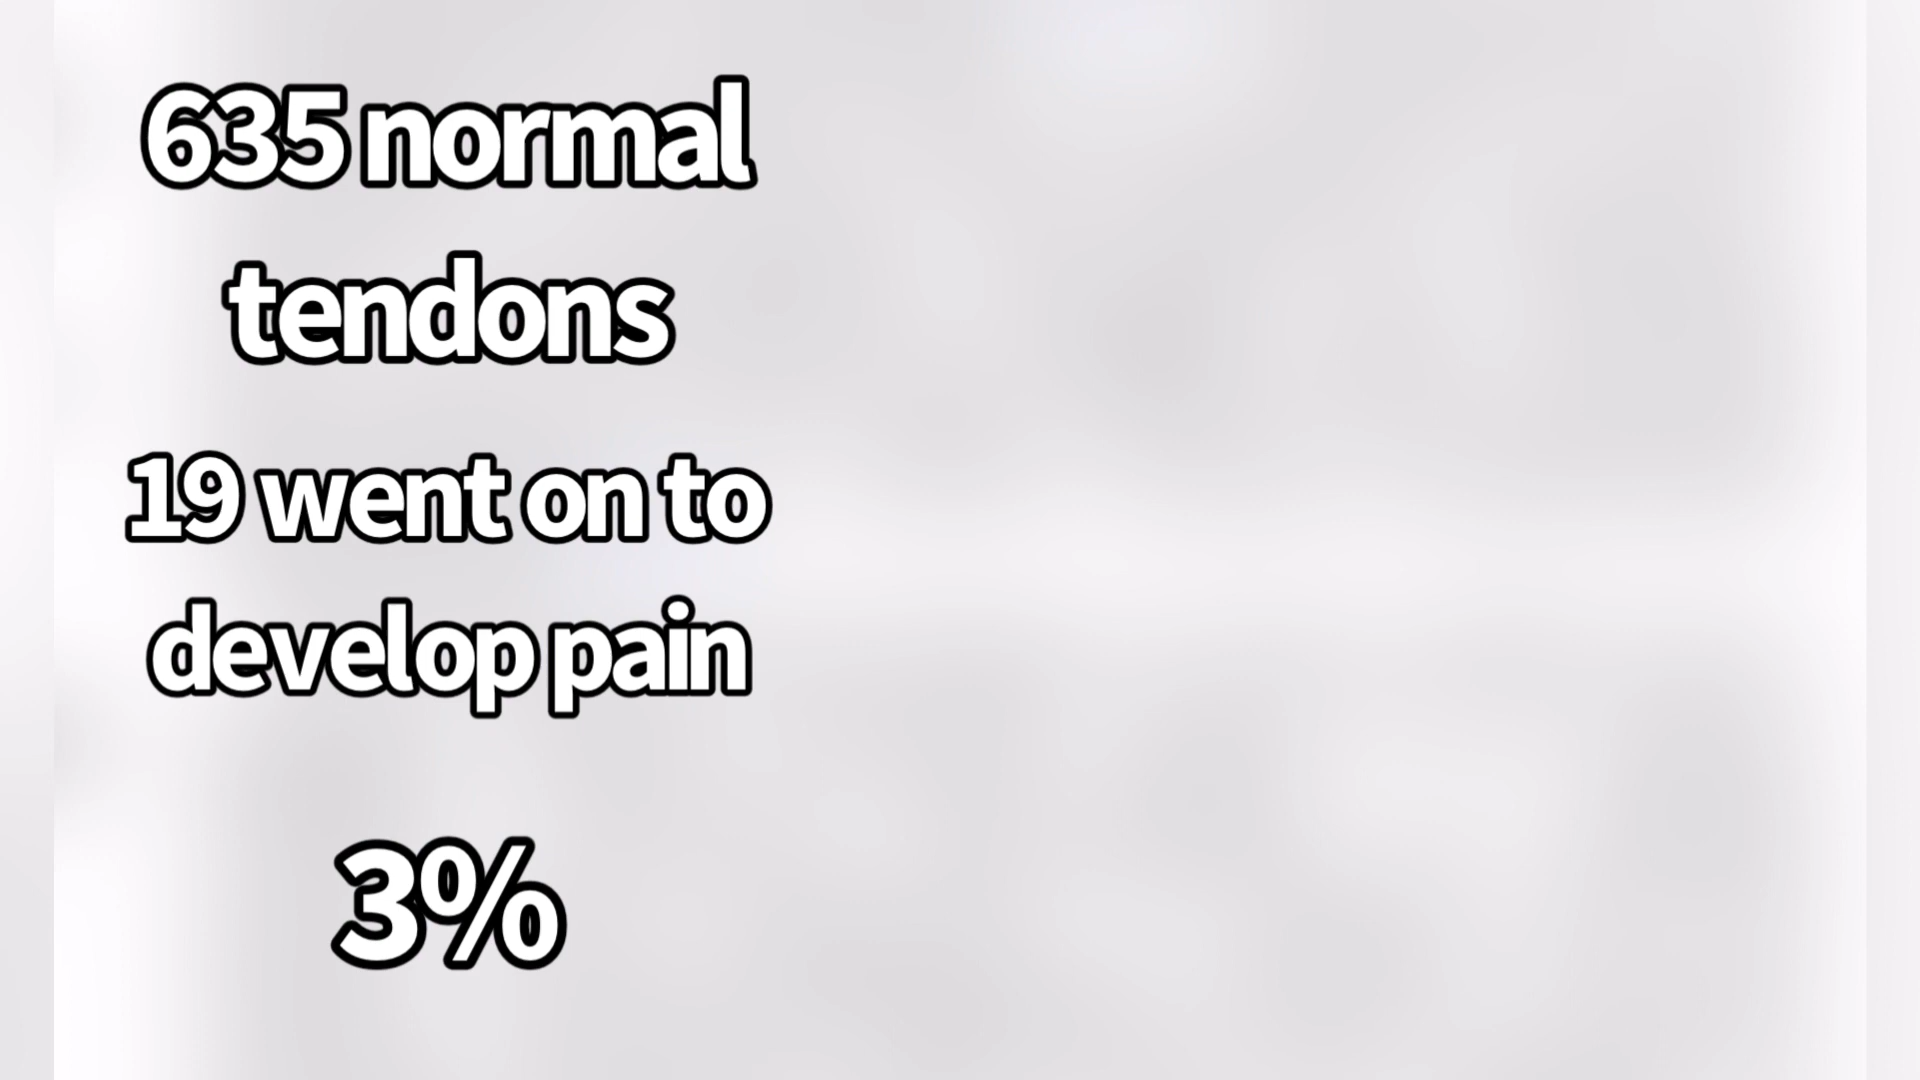 635 normal
tendons
19 went on to
develop pain
3%